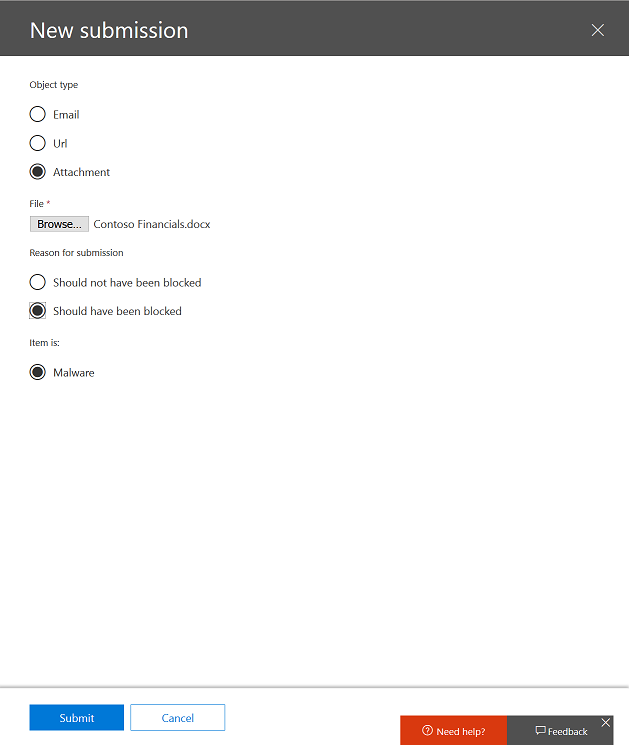 New submission
Object type
Email
Url
Attachment
File *
Browse... Contoso Financials.docx
Reason for submission
Should not have been blocked
Should have been blocked
Item is:
Malware
Submit Cancel
Need help? Feedback